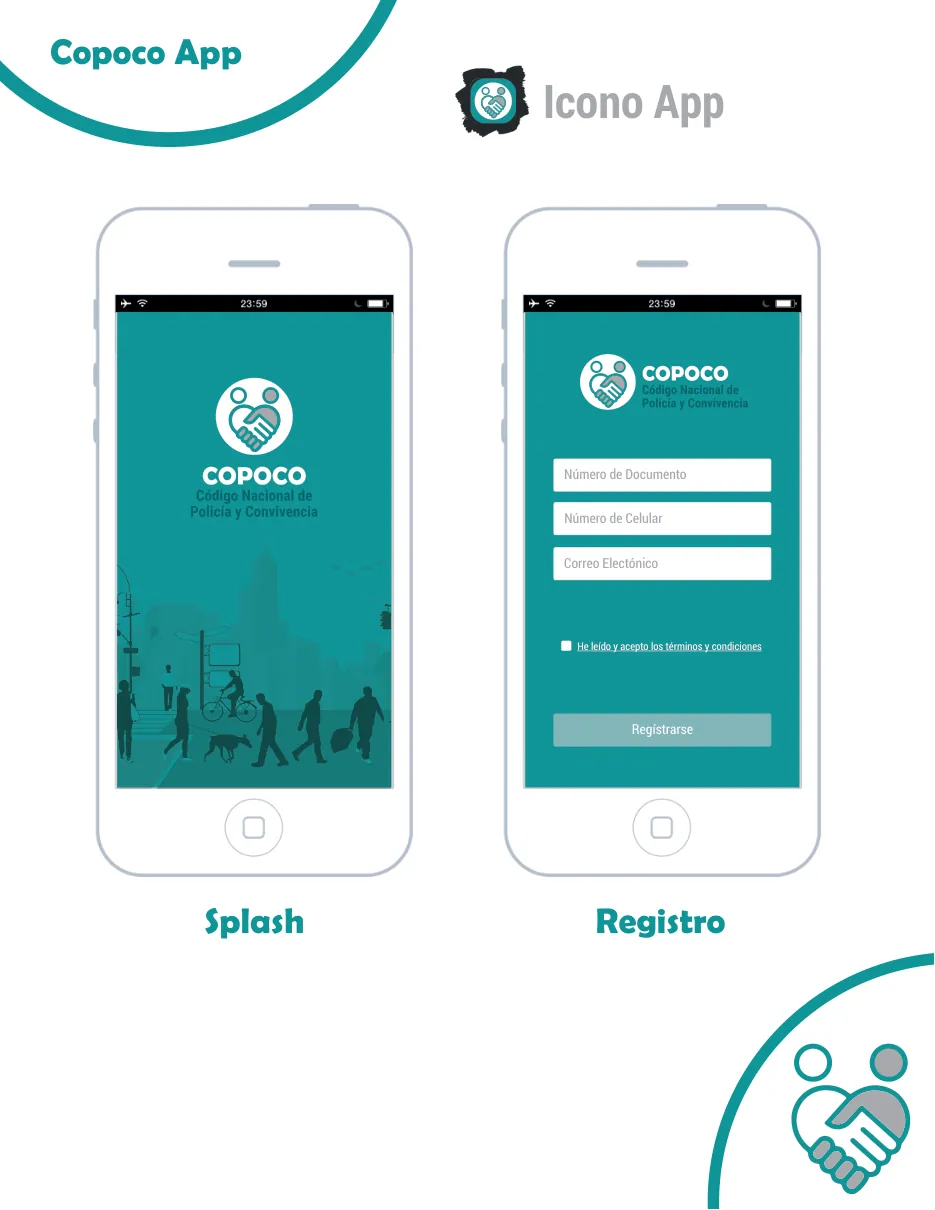 Copoco App
Icono App
23:59
COPOCO
Código Nacional de
Policía y Convivencia
23:59
COPOCO
Código Nacional de
Policía y Convivencia
Número de Documento
Número de Celular
Correo Electónico
He leído y acepto los términos y condiciones
Regístrarse
Splash
Registro